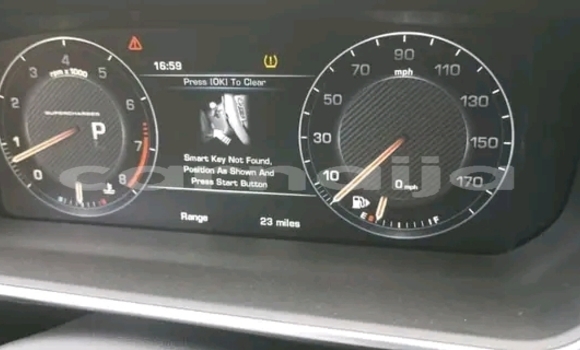 16:59
Press [OK] To Clear
Smart Key Not Found,
Position As Shown And
Press Start Button
Range 23 miles
rpm x 1000
0 1 2 3 4 5 6 7 8
SUPERCHARGED
P
mph
10 30 50 70 90 110 130 150 170
0 mph
E F
carnaija